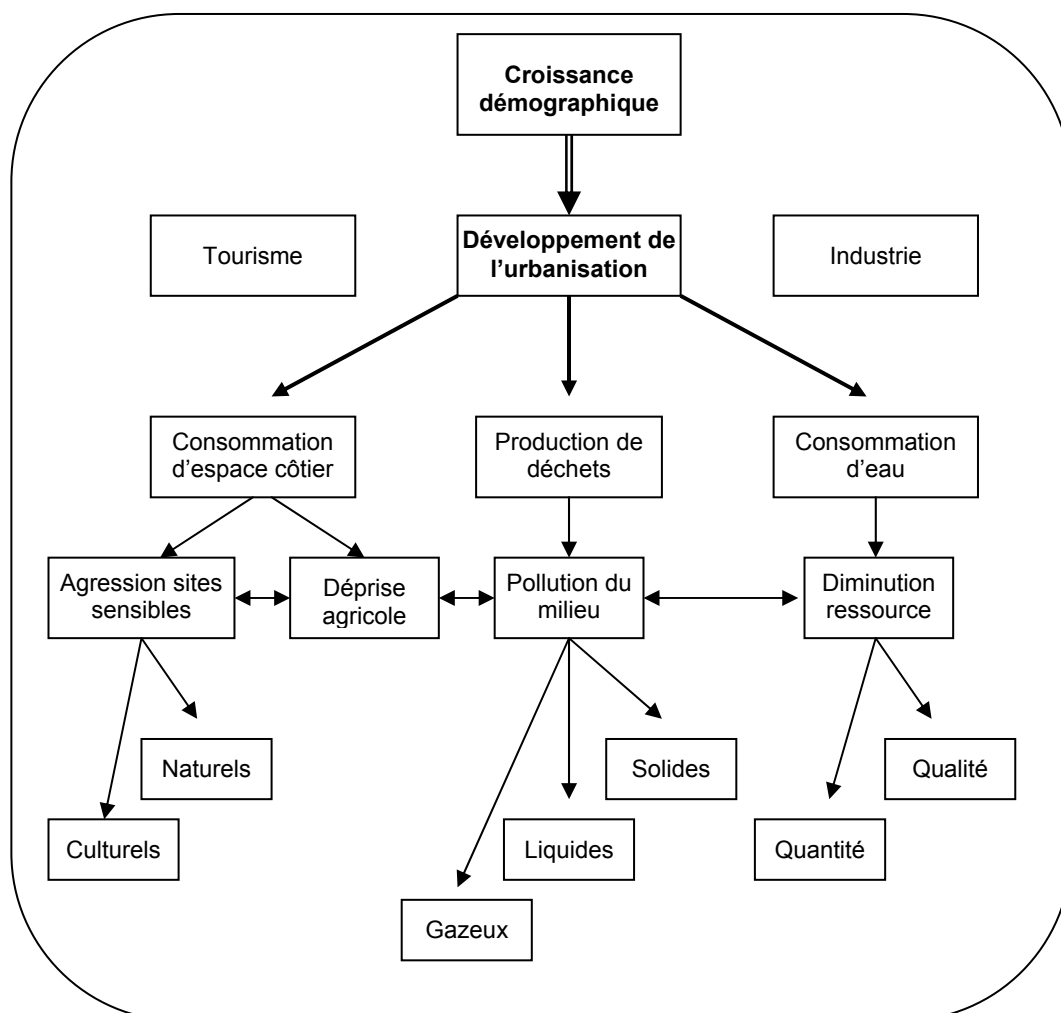 Croissance
démographique
Tourisme
Développement de
l’urbanisation
Industrie
Consommation
d’espace côtier
Production de
déchets
Consommation
d’eau
Agression sites
sensibles
Déprise
agricole
Pollution du
milieu
Diminution
ressource
Naturels
Solides
Qualité
Culturels
Liquides
Quantité
Gazeux